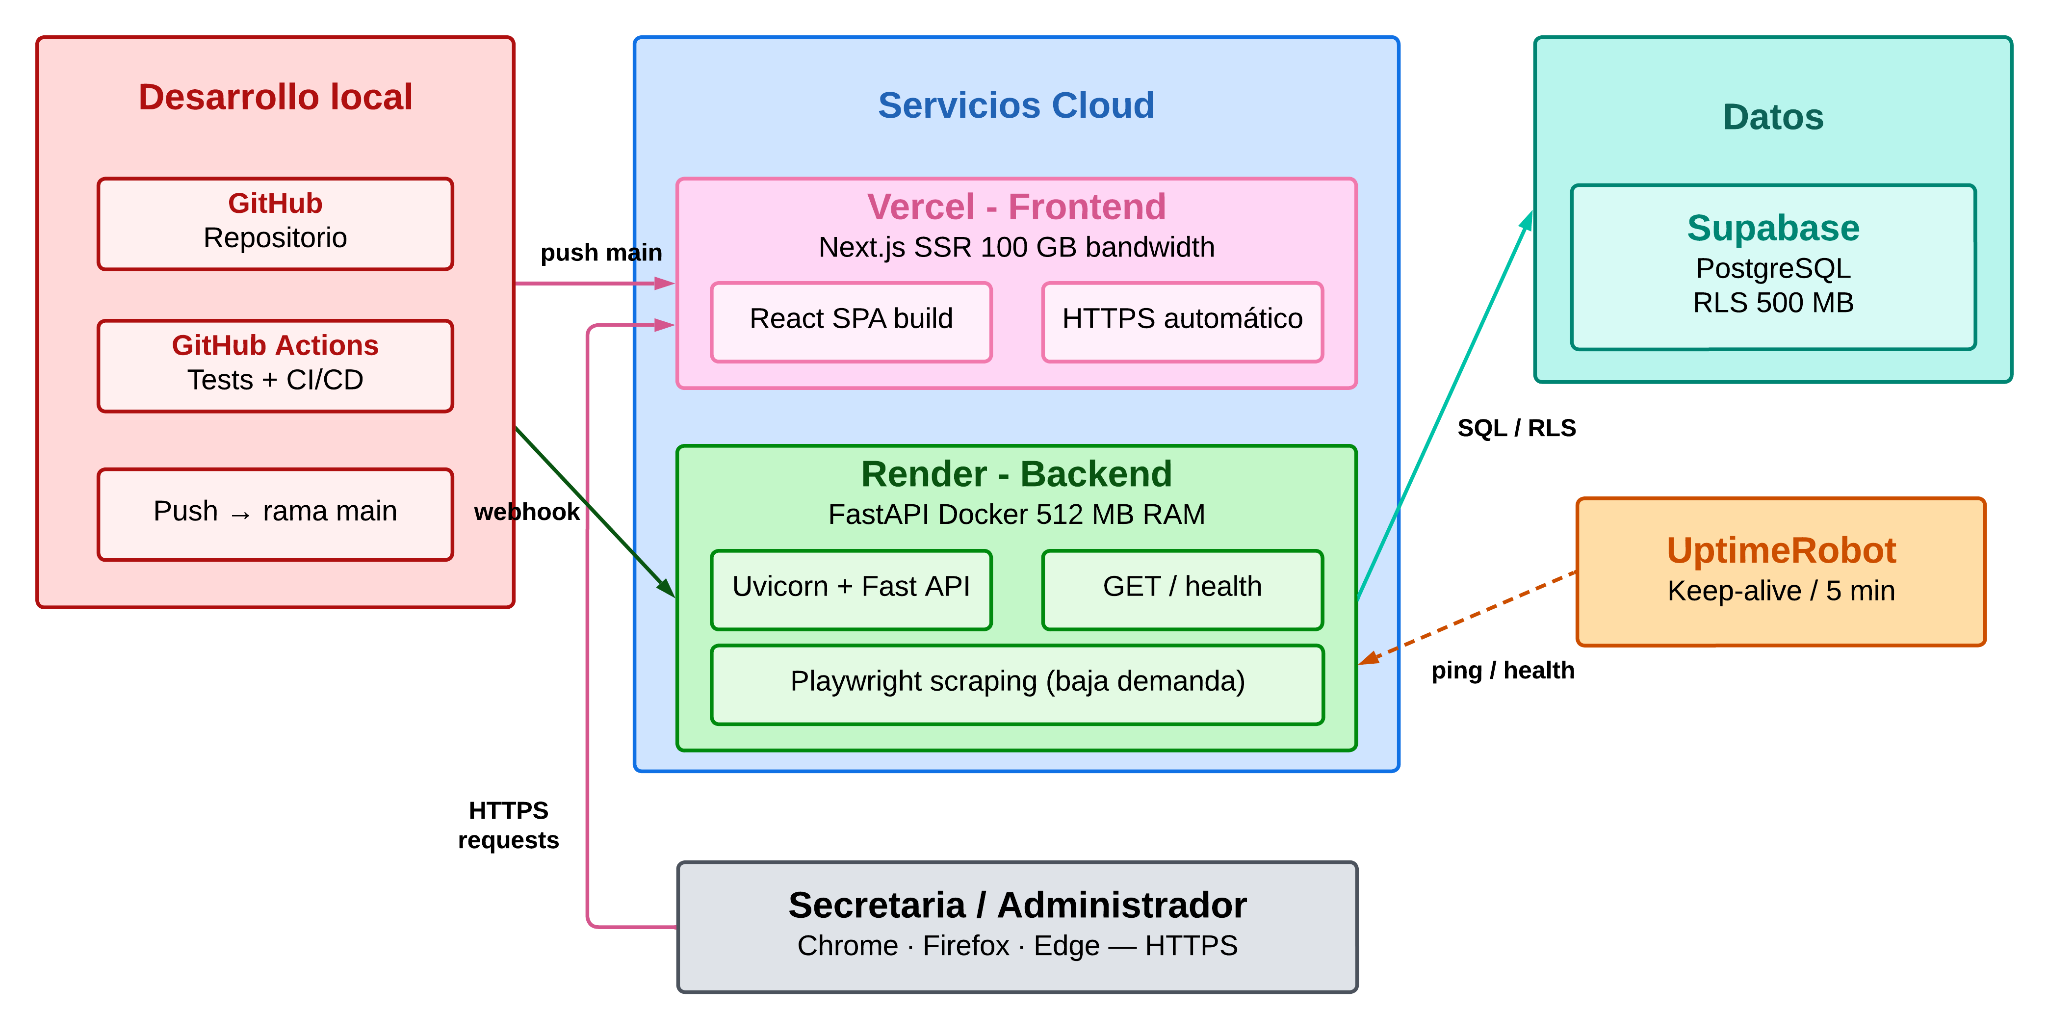 Desarrollo local
GitHub
Repositorio
GitHub Actions
Tests + CI/CD
Push → rama main
push main
webhook
HTTPS
requests
Servicios Cloud
Vercel - Frontend
Next.js SSR 100 GB bandwidth
React SPA build
HTTPS automático
Render - Backend
FastAPI Docker 512 MB RAM
Uvicorn + Fast API
GET / health
Playwright scraping (baja demanda)
Secretaria / Administrador
Chrome · Firefox · Edge — HTTPS
Datos
Supabase
PostgreSQL
RLS 500 MB
SQL / RLS
UptimeRobot
Keep-alive / 5 min
ping / health